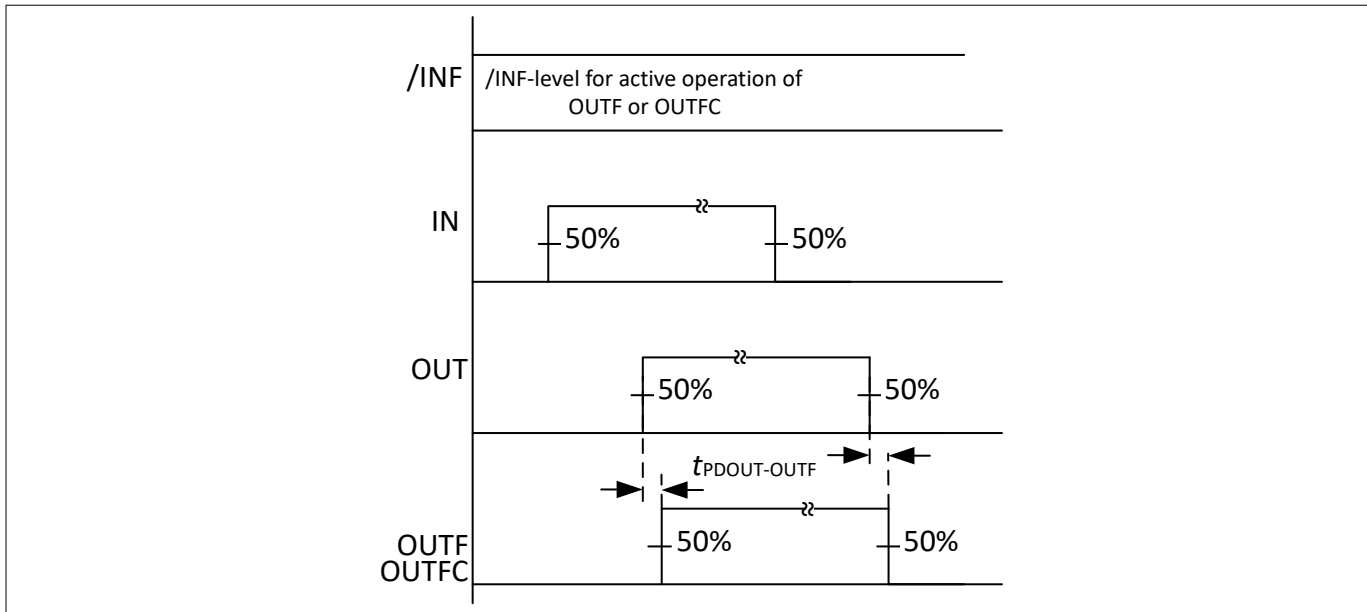 /INF
/INF-level for active operation of
OUTF or OUTFC
IN
50%
50%
OUT
50%
50%
tPDOUT-OUTF
OUTF
OUTFC
50%
50%